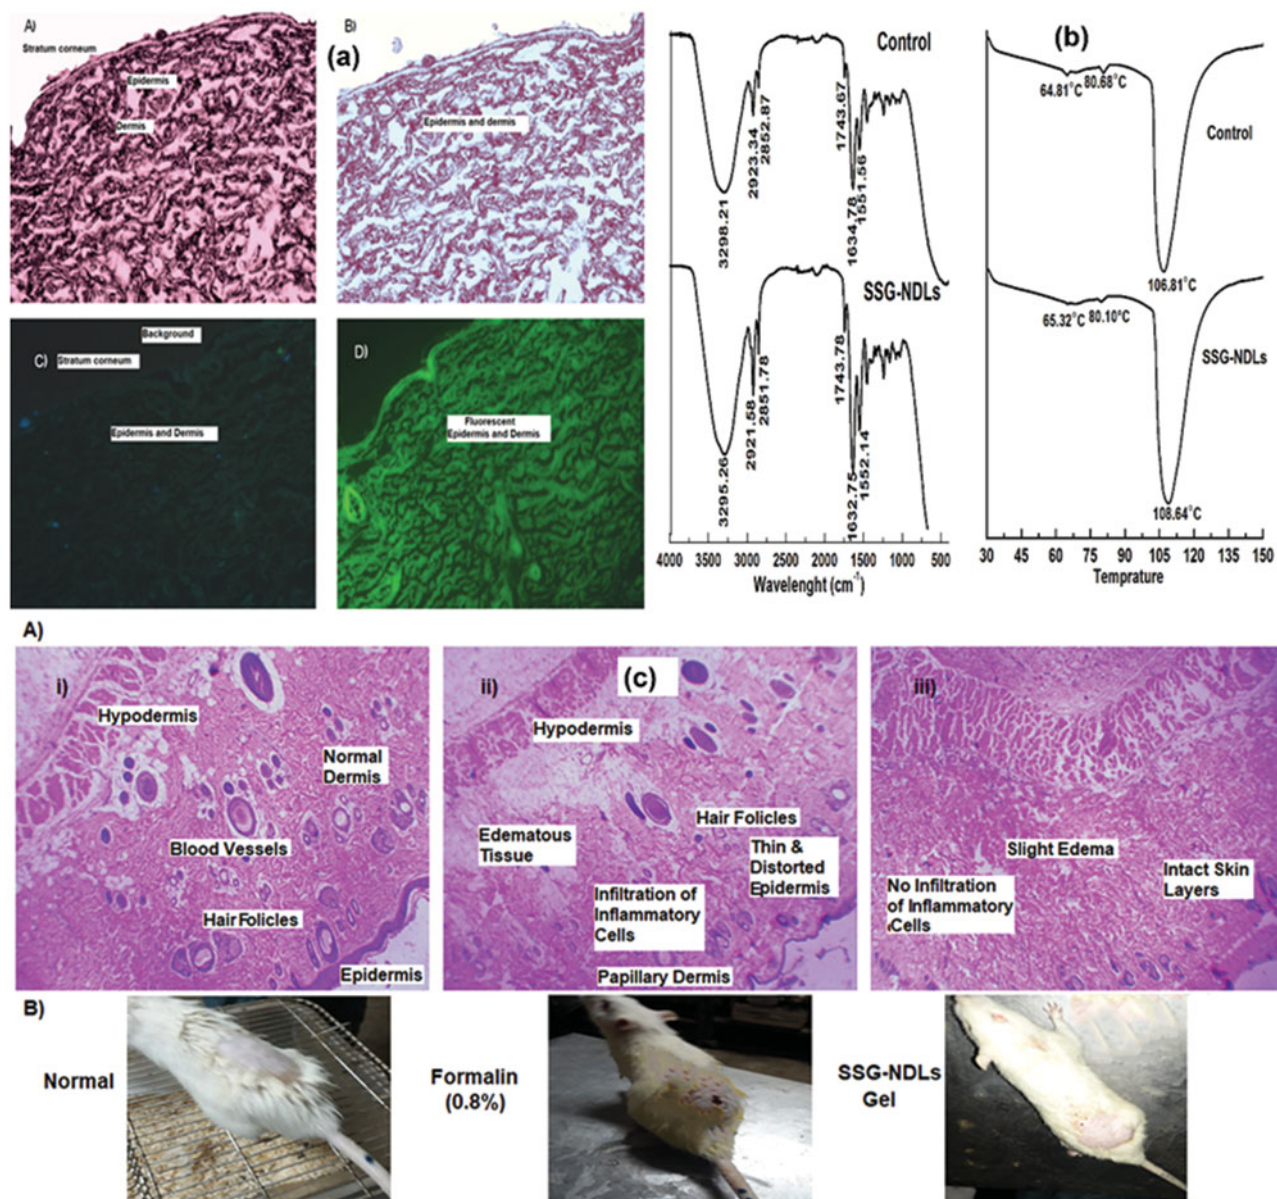 A)
Stratum corneum
Epidermis
Dermis
B)
(a)
Epidermis and dermis
Background
C)
Stratum corneum
Epidermis and Dermis
D)
Fluorescent
Epidermis and Dermis
Control
3298.21
2923.34
2852.87
1743.67
1634.78
1551.56
SSG-NDLs
3295.26
2921.58
2851.78
1743.78
1632.75
1552.14
4000 3500 3000 2500 2000 1500 1000 500
Wavelenght (cm⁻¹)
(b)
64.81°C
80.68°C
Control
106.81°C
65.32°C
80.10°C
SSG-NDLs
108.64°C
30 45 60 75 90 105 120 135 150
Temprature
A)
i)
Hypodermis
Normal
Dermis
Blood Vessels
Hair Folicles
Epidermis
ii)
(c)
Hypodermis
Edematous
Tissue
Hair Folicles
Thin &
Distorted
Epidermis
Infiltration of
Inflammatory
Cells
Papillary Dermis
iii)
Slight Edema
No Infiltration
of Inflammatory
Cells
Intact Skin
Layers
B)
Normal
Formalin
(0.8%)
SSG-NDLs
Gel